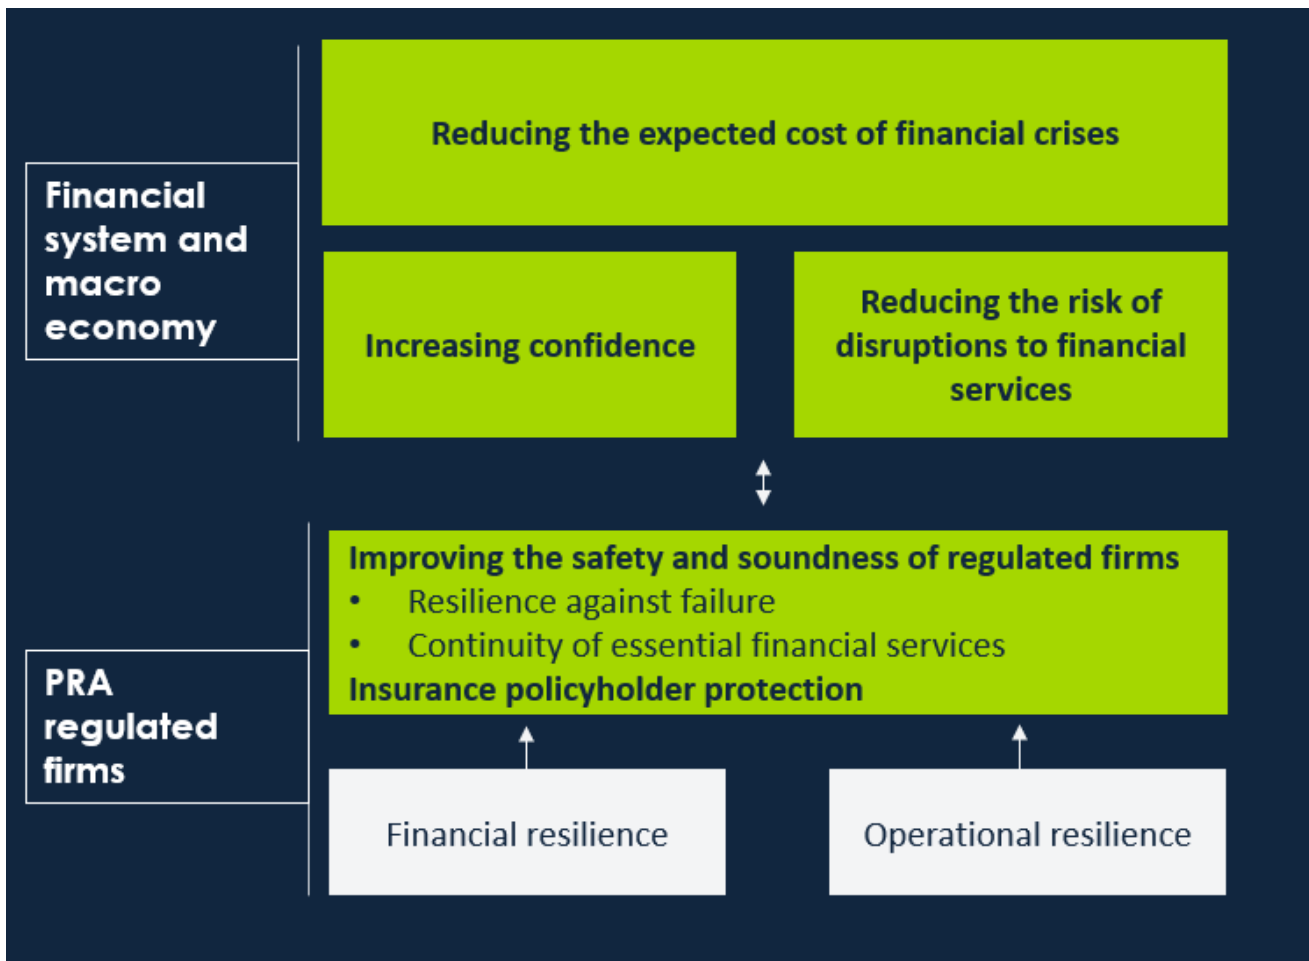 Reducing the expected cost of financial crises
Financial
system and
macro
economy
Increasing confidence
Reducing the risk of
disruptions to financial
services
Improving the safety and soundness of regulated firms
• Resilience against failure
• Continuity of essential financial services
Insurance policyholder protection
PRA
regulated
firms
Financial resilience
Operational resilience